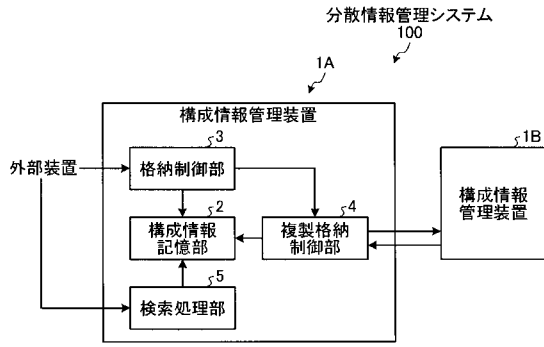 分散情報管理システム
100
1A
構成情報管理装置
3
格納制御部
外部装置
2
構成情報
記憶部
4
複製格納
制御部
5
検索処理部
1B
構成情報
管理装置